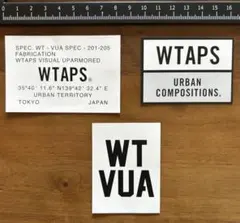 SPEC. WT - VUA SPEC - 201-205
FABRICATION
WTAPS VISUAL UPARMORED
WTAPS®
35°40' 11.6" N139°42' 32.4" E
URBAN TERRITORY
TOKYO JAPAN
WTAPS
URBAN
COMPOSITIONS.
WT
VUA